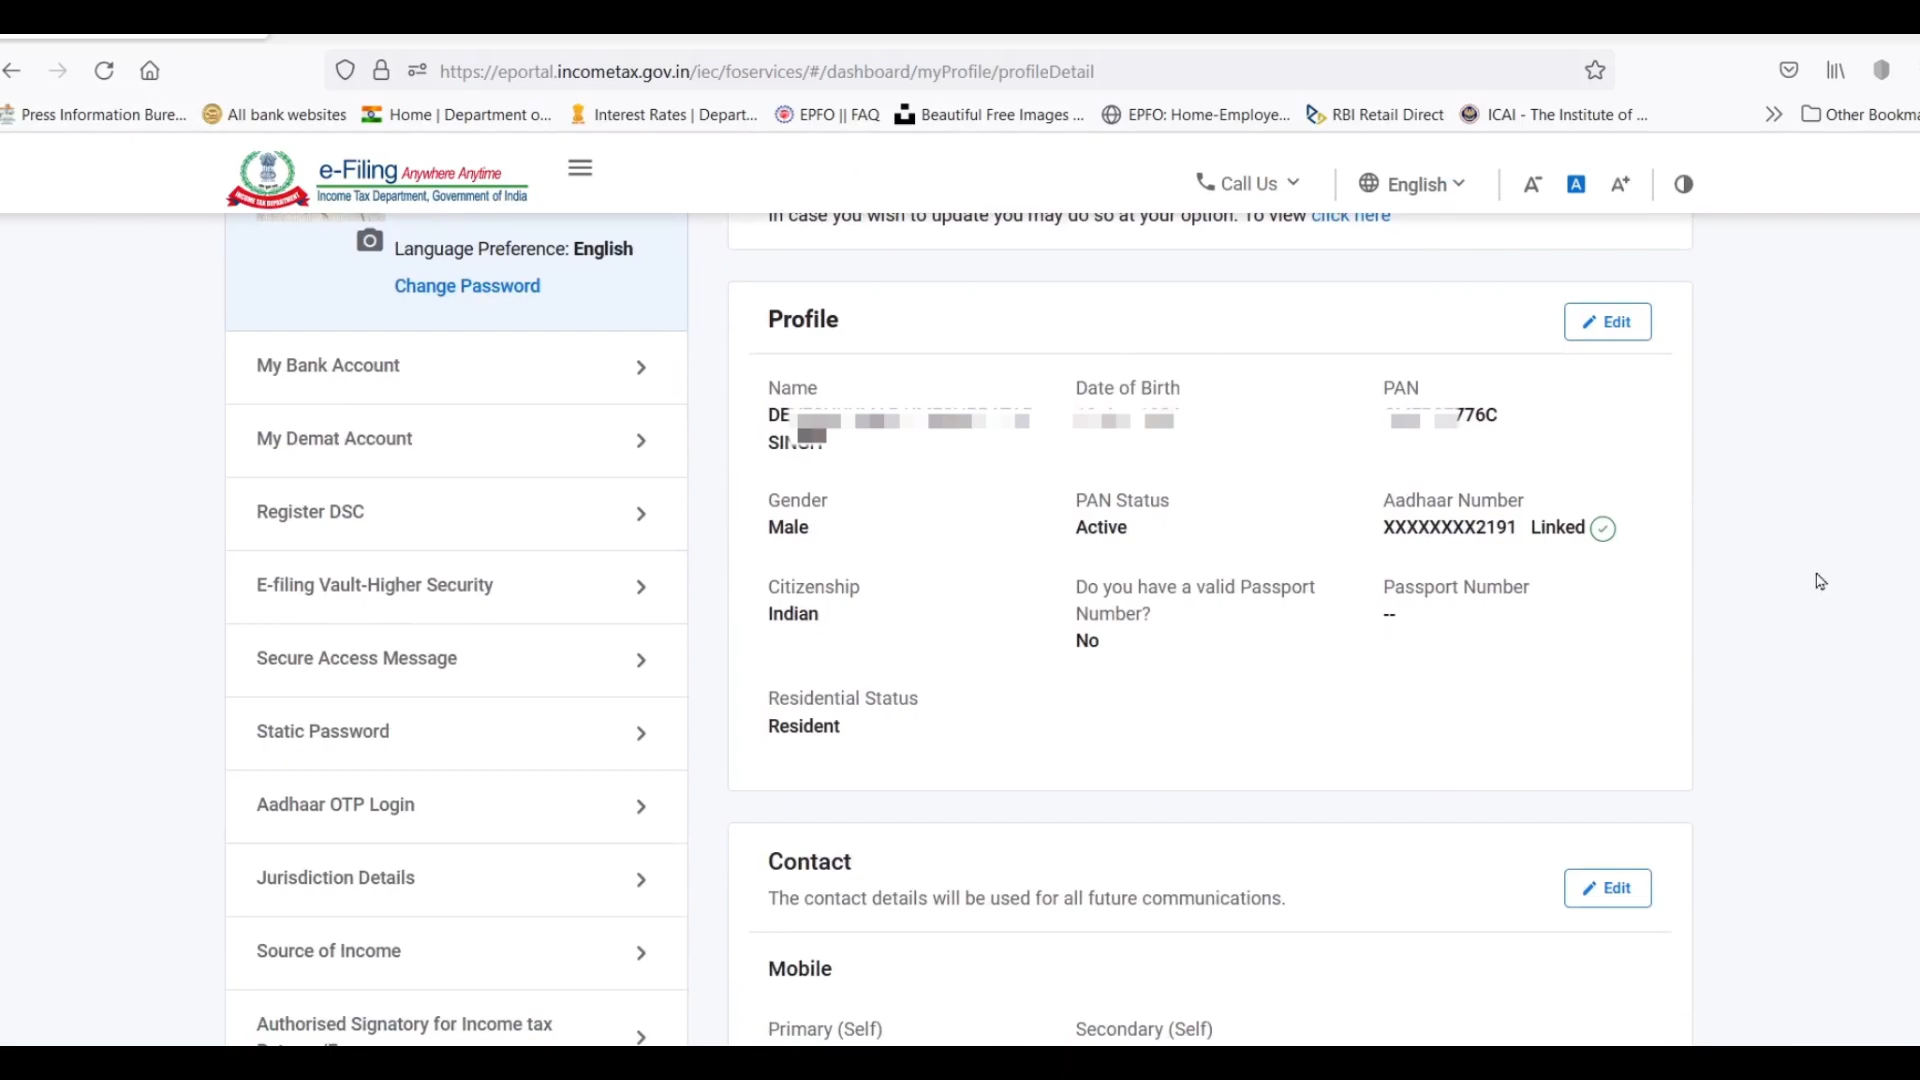 https://eportal.incometax.gov.in/iec/foservices/#/dashboard/myProfile/profileDetail
Press Information Bure... All bank websites Home | Department o... Interest Rates | Depart... EPFO || FAQ Beautiful Free Images ... EPFO: Home-Employe... RBI Retail Direct ICAI - The Institute of ... Other Bookma
e-Filing Anywhere Anytime
Income Tax Department, Government of India
Call Us English A- A A+
In case you wish to update you may do so at your option. To view click here
Language Preference: English
Change Password
My Bank Account
My Demat Account
Register DSC
E-filing Vault-Higher Security
Secure Access Message
Static Password
Aadhaar OTP Login
Jurisdiction Details
Source of Income
Authorised Signatory for Income tax
Profile Edit
Name Date of Birth PAN
DE 776C
Gender PAN Status Aadhaar Number
Male Active XXXXXXXX2191 Linked
Citizenship Do you have a valid Passport Passport Number
Indian Number? --
No
Residential Status
Resident
Contact Edit
The contact details will be used for all future communications.
Mobile
Primary (Self) Secondary (Self)